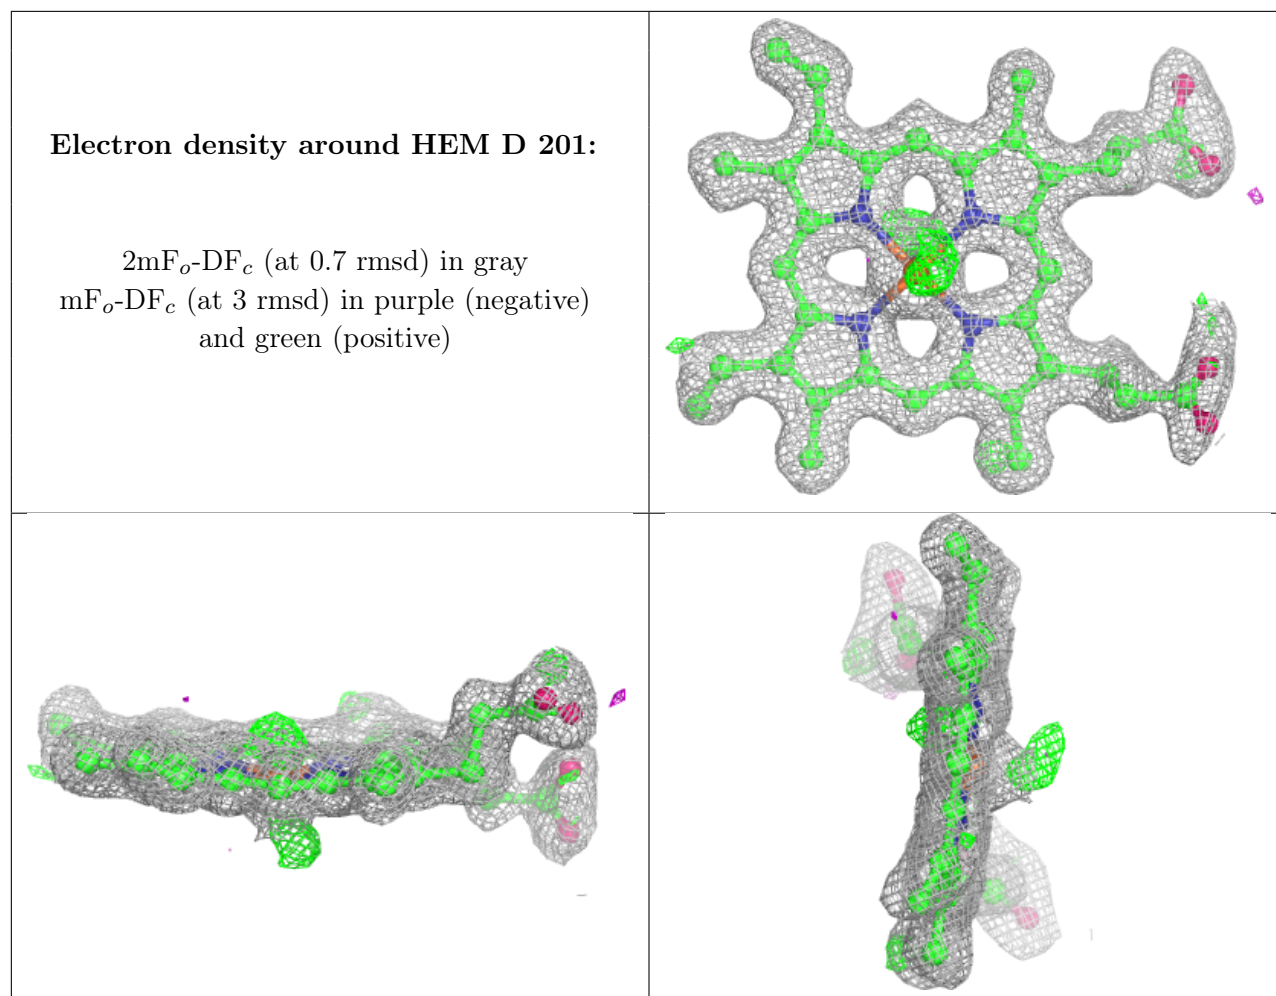 Electron density around HEM D 201:
2mFo-DFc (at 0.7 rmsd) in gray
mFo-DFc (at 3 rmsd) in purple (negative)
and green (positive)